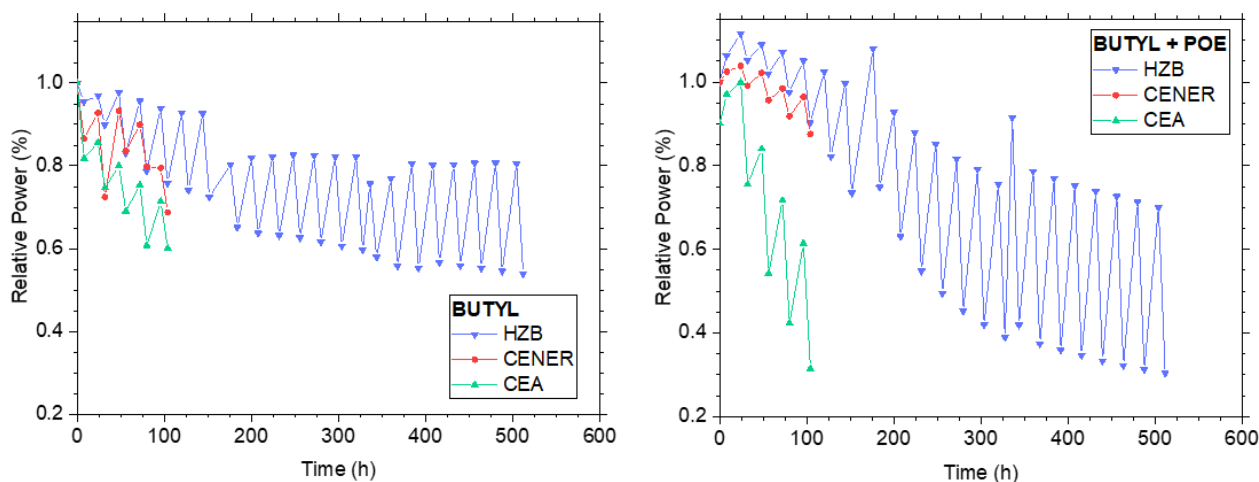 Relative Power (%)
1.0
0.8
0.6
0.4
0.2
0
100
200
300
400
500
600
Time (h)
BUTYL
HZB
CENER
CEA
Relative Power (%)
1.0
0.8
0.6
0.4
0.2
0
100
200
300
400
500
600
Time (h)
BUTYL + POE
HZB
CENER
CEA